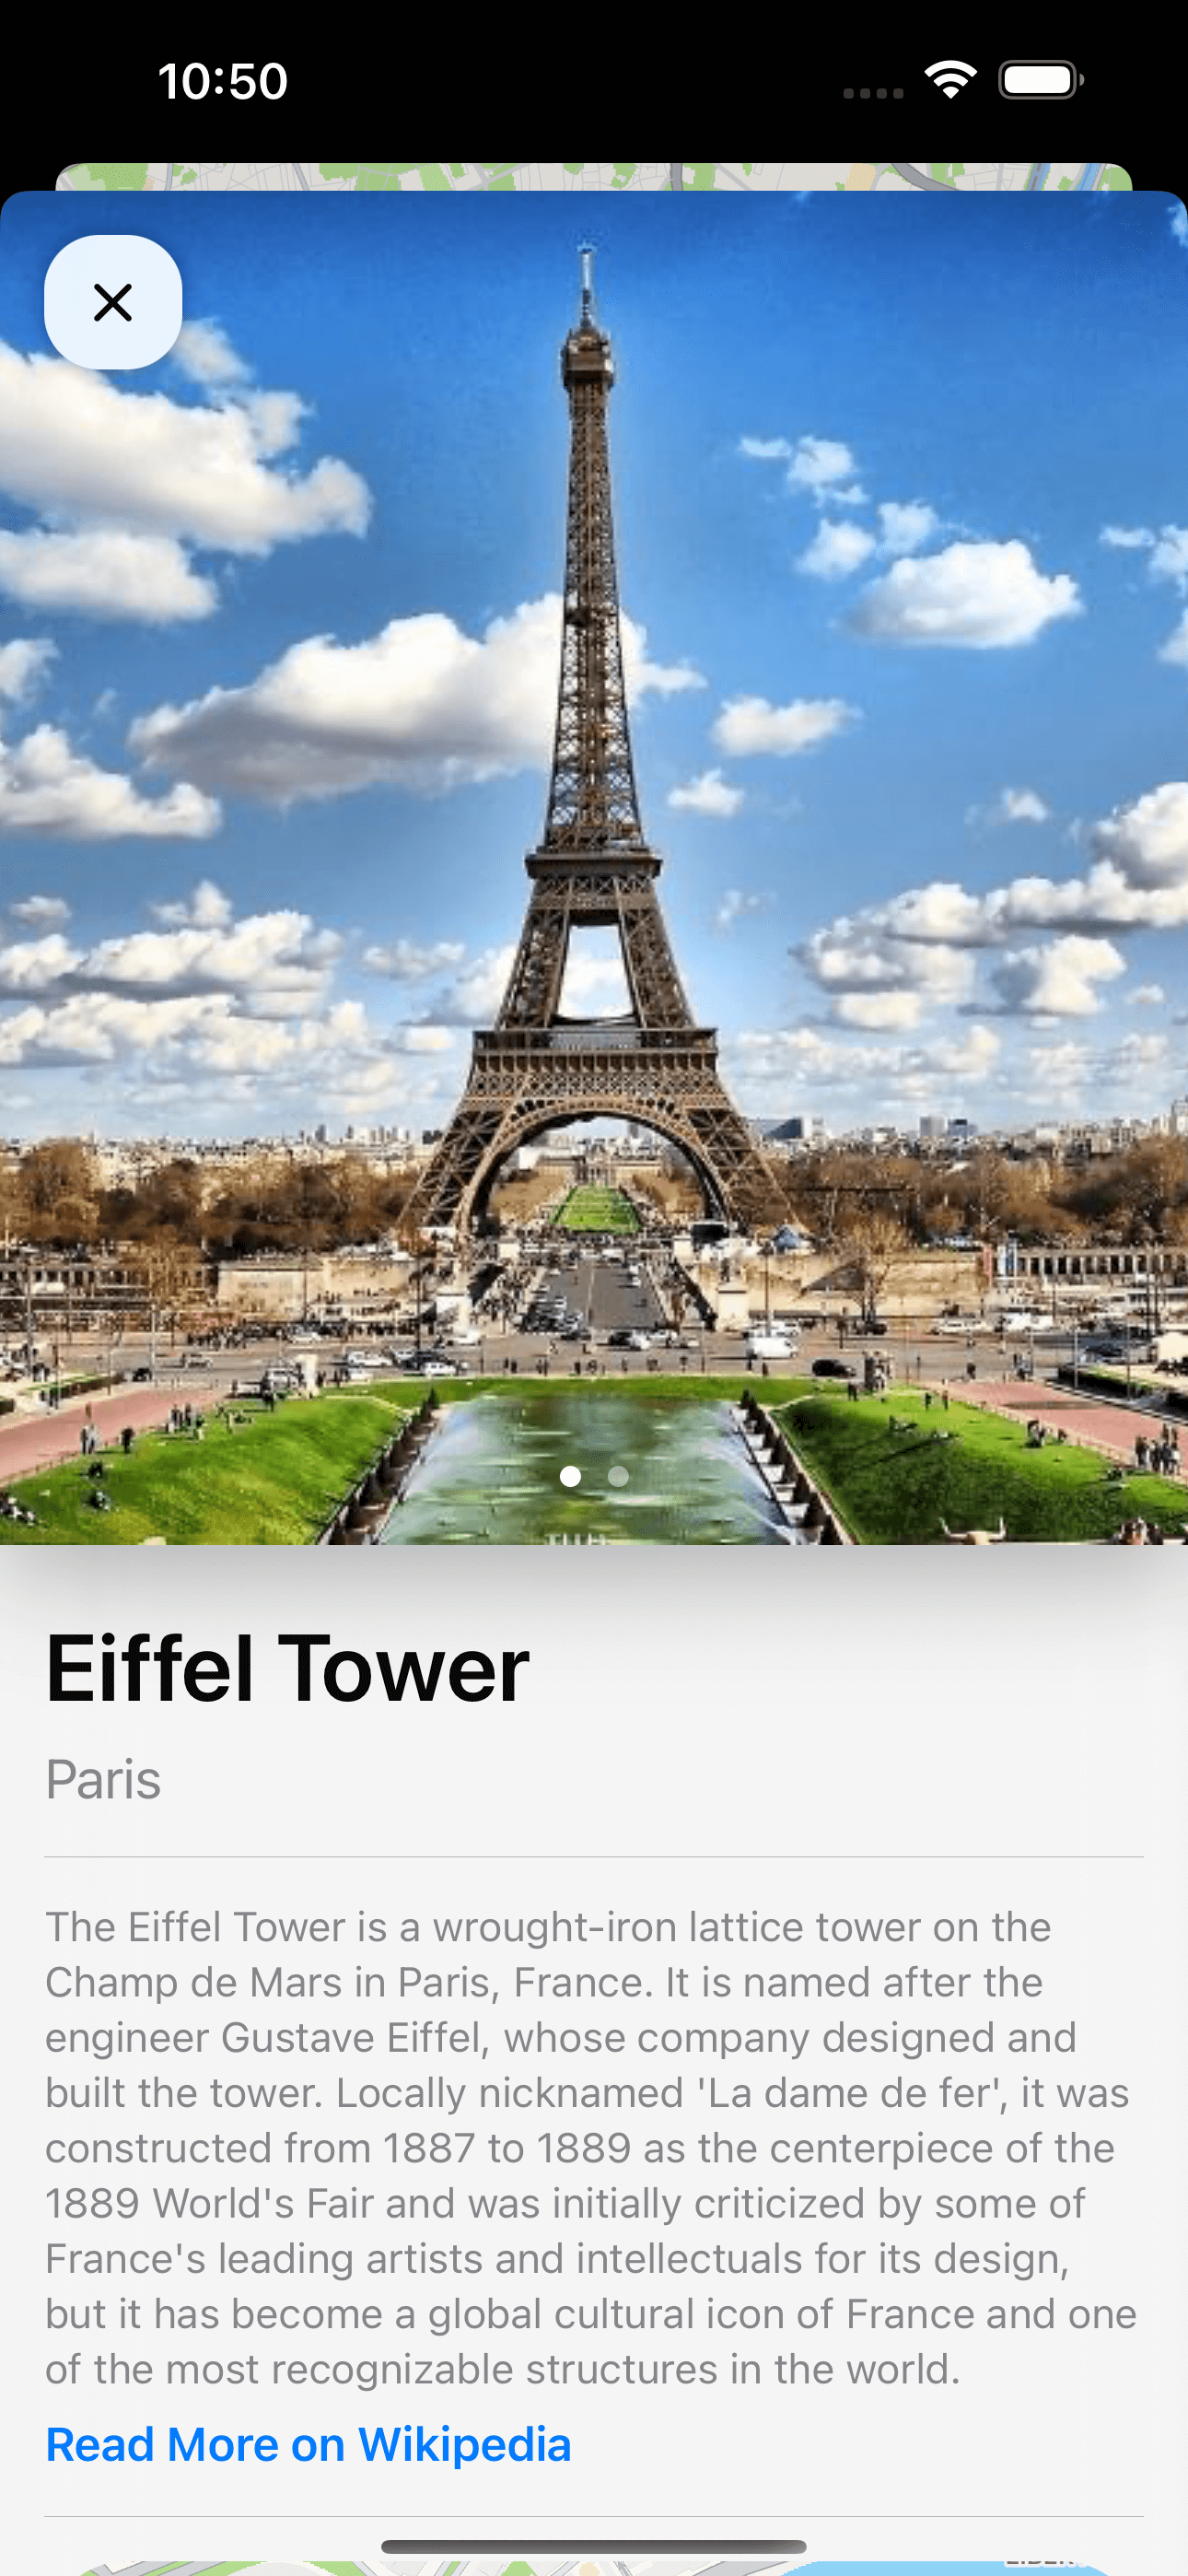 10:50
Eiffel Tower
Paris
The Eiffel Tower is a wrought-iron lattice tower on the
Champ de Mars in Paris, France. It is named after the
engineer Gustave Eiffel, whose company designed and
built the tower. Locally nicknamed 'La dame de fer', it was
constructed from 1887 to 1889 as the centerpiece of the
1889 World's Fair and was initially criticized by some of
France's leading artists and intellectuals for its design,
but it has become a global cultural icon of France and one
of the most recognizable structures in the world.
Read More on Wikipedia